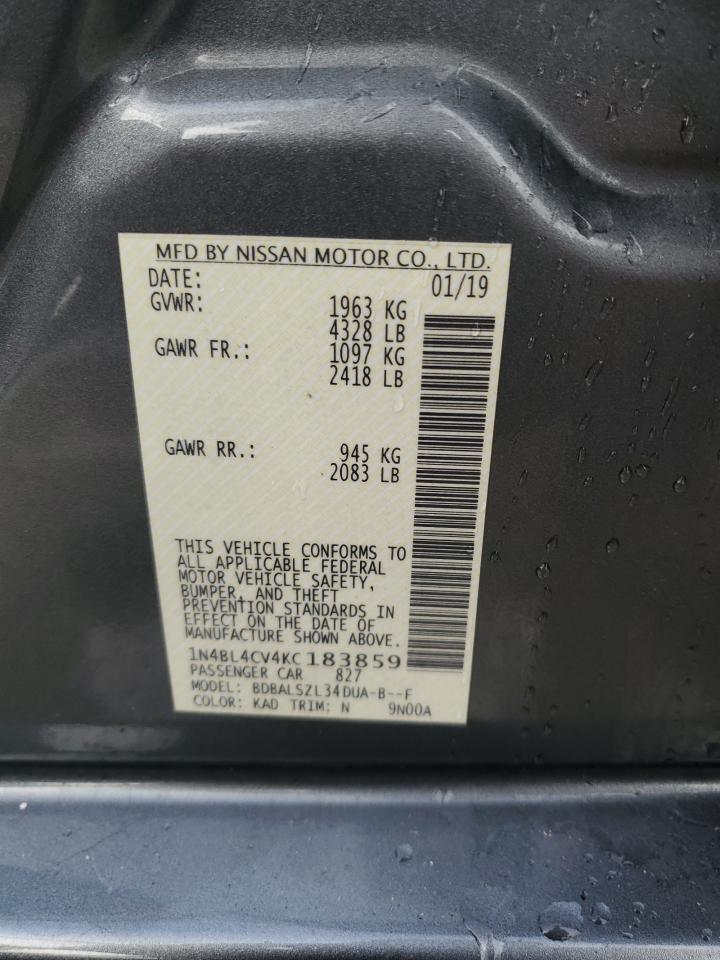 MFD BY NISSAN MOTOR CO., LTD.
DATE: 01/19
GVWR: 1963 KG
4328 LB
GAWR FR.: 1097 KG
2418 LB
GAWR RR.: 945 KG
2083 LB
THIS VEHICLE CONFORMS TO
ALL APPLICABLE FEDERAL
MOTOR VEHICLE SAFETY,
BUMPER, AND THEFT
PREVENTION STANDARDS IN
EFFECT ON THE DATE OF
MANUFACTURE SHOWN ABOVE.
1N4BL4CV4KC183859
PASSENGER CAR 827
MODEL: BDBALSZL34DUA-B--F
COLOR: KAD TRIM: N 9N00A